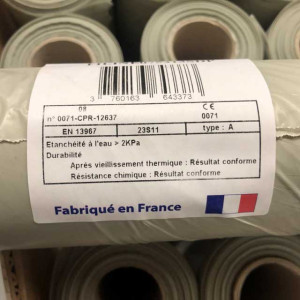 3 760163 643373
08 CE
n° 0071-CPR-12637 0071
EN 13967 23S11 type : A
Etanchéité à l'eau > 2KPa
Durabilité
Après vieillissement thermique : Résultat conforme
Résistance chimique : Résultat conforme
Fabriqué en France